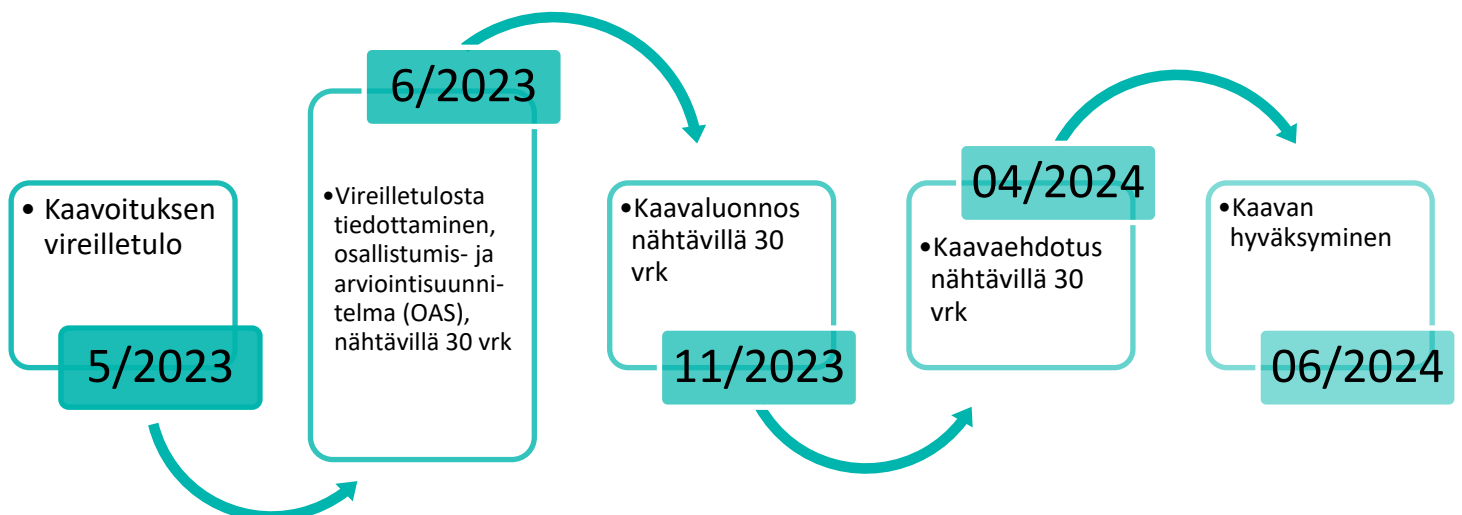 • Kaavoituksen
vireilletulo
5/2023
6/2023
•Vireilletulosta
tiedottaminen,
osallistumis- ja
arviointisuunni-
telma (OAS),
nähtävillä 30 vrk
•Kaavaluonnos
nähtävillä 30
vrk
11/2023
04/2024
•Kaavaehdotus
nähtävillä 30
vrk
•Kaavan
hyväksyminen
06/2024